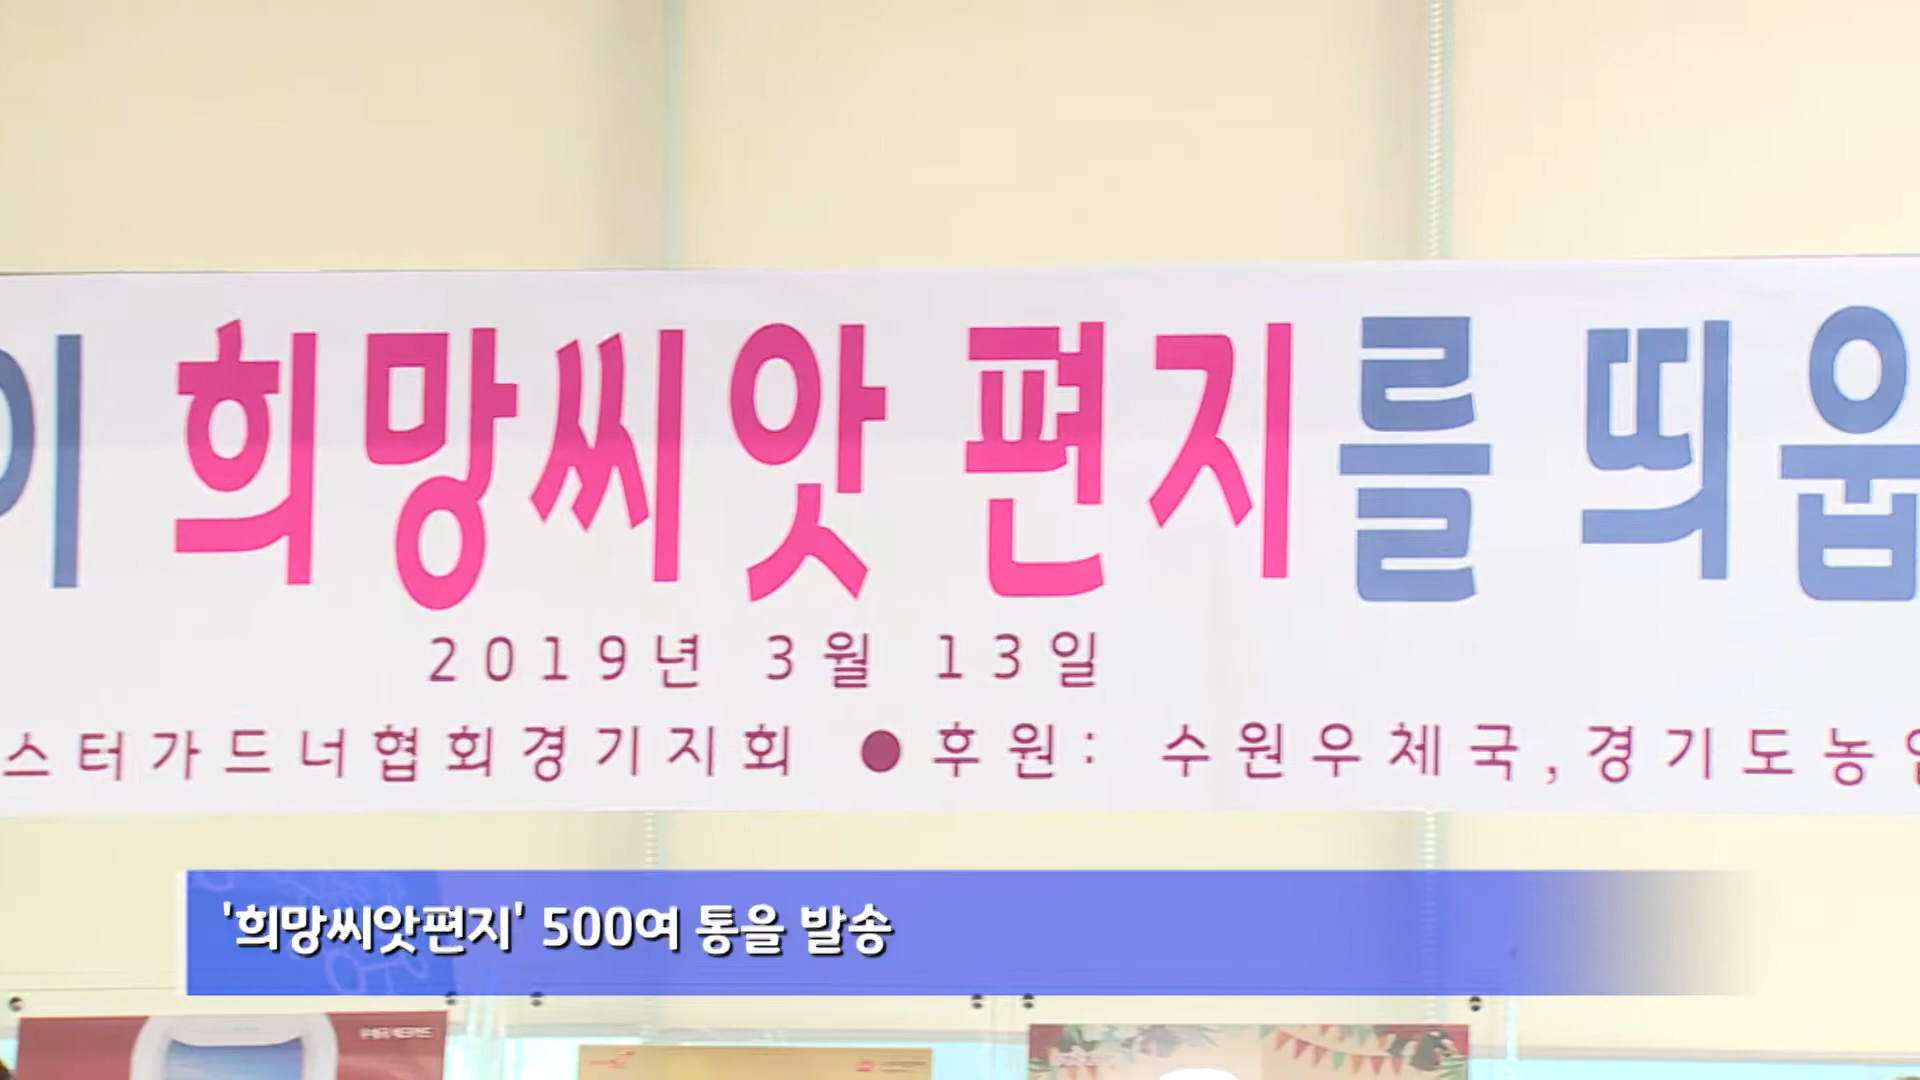 이 희망씨앗 편지를 띄웁
2019년 3월 13일
스터가드너협회경기지회 ● 후원: 수원우체국, 경기도농업
'희망씨앗편지' 500여 통을 발송